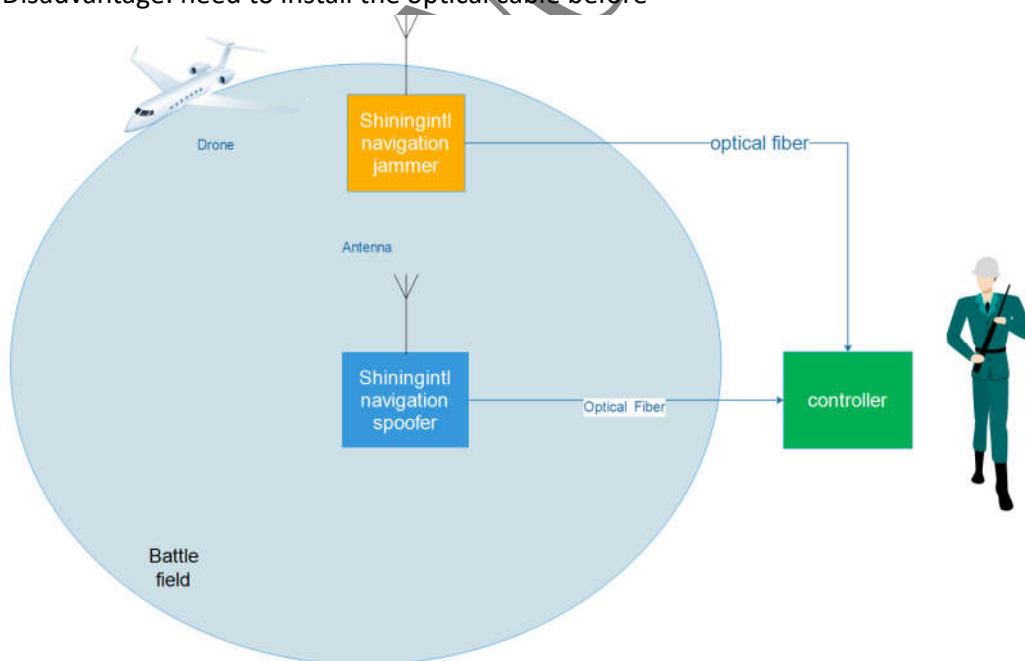 Disadvantage: need to install the optical cable before
Shiningintl
navigation
jammer
optical fiber
Drone
Antenna
Shiningintl
navigation
spoofer
Optical Fiber
controller
Battle
field